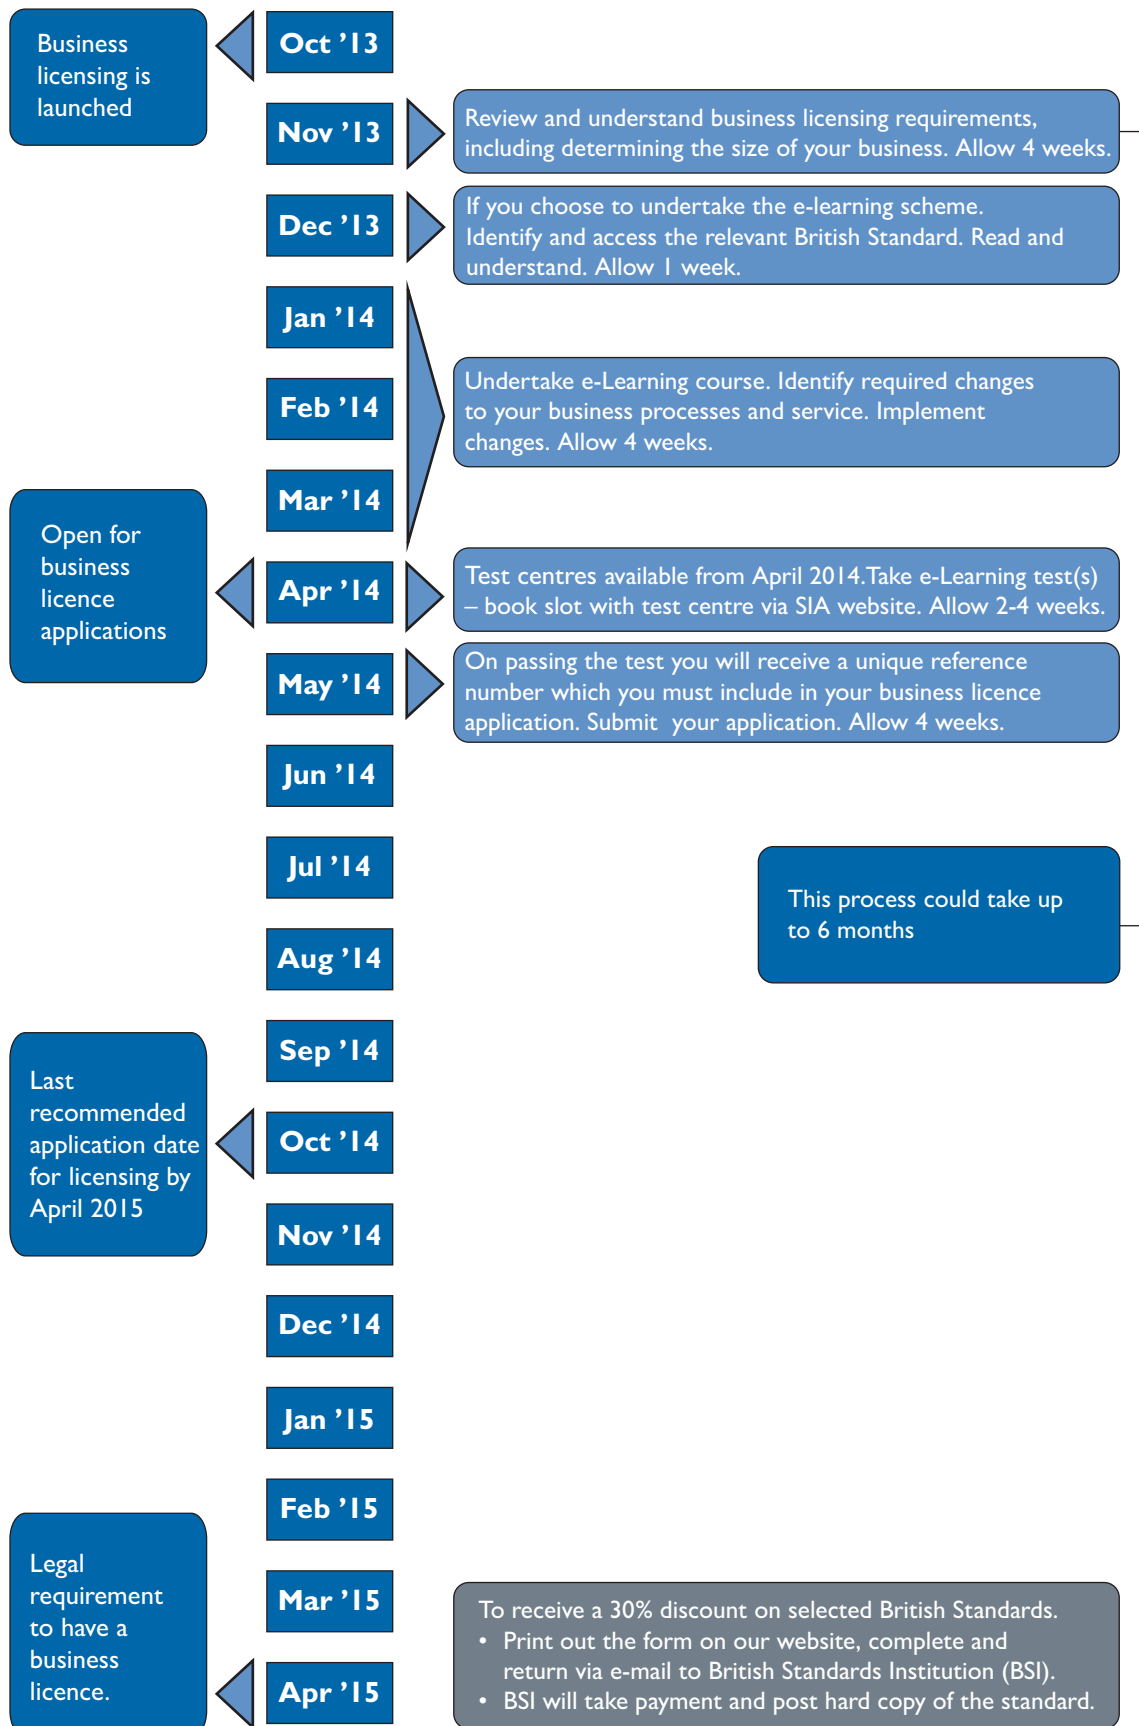 Business
licensing is
launched
Oct ’13
Nov ’13
Review and understand business licensing requirements,
including determining the size of your business. Allow 4 weeks.
Dec ’13
If you choose to undertake the e-learning scheme.
Identify and access the relevant British Standard. Read and
understand. Allow 1 week.
Jan ’14
Feb ’14
Mar ’14
Undertake e-Learning course. Identify required changes
to your business processes and service. Implement
changes. Allow 4 weeks.
Open for
business
licence
applications
Apr ’14
Test centres available from April 2014.Take e-Learning test(s)
– book slot with test centre via SIA website. Allow 2-4 weeks.
May ’14
On passing the test you will receive a unique reference
number which you must include in your business licence
application. Submit your application. Allow 4 weeks.
Jun ’14
Jul ’14
Aug ’14
This process could take up
to 6 months
Sep ’14
Last
recommended
application date
for licensing by
April 2015
Oct ’14
Nov ’14
Dec ’14
Jan ’15
Feb ’15
Mar ’15
Legal
requirement
to have a
business
licence.
Apr ’15
To receive a 30% discount on selected British Standards.
• Print out the form on our website, complete and
return via e-mail to British Standards Institution (BSI).
• BSI will take payment and post hard copy of the standard.